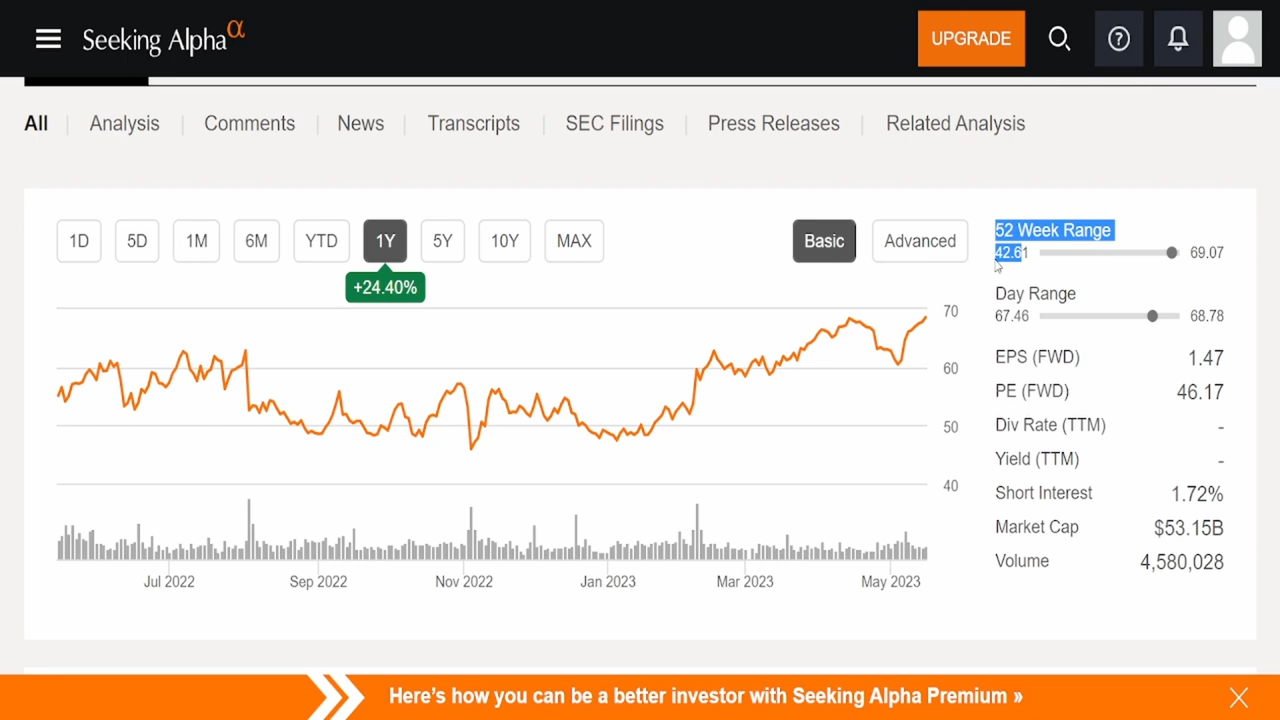 Seeking Alphaα
UPGRADE
All
Analysis
Comments
News
Transcripts
SEC Filings
Press Releases
Related Analysis
1D
5D
1M
6M
YTD
1Y
5Y
10Y
MAX
Basic
Advanced
+24.40%
70
60
50
40
Jul 2022
Sep 2022
Nov 2022
Jan 2023
Mar 2023
May 2023
52 Week Range
42.61 69.07
Day Range
67.46 68.78
EPS (FWD) 1.47
PE (FWD) 46.17
Div Rate (TTM) -
Yield (TTM) -
Short Interest 1.72%
Market Cap $53.15B
Volume 4,580,028
Here's how you can be a better investor with Seeking Alpha Premium »